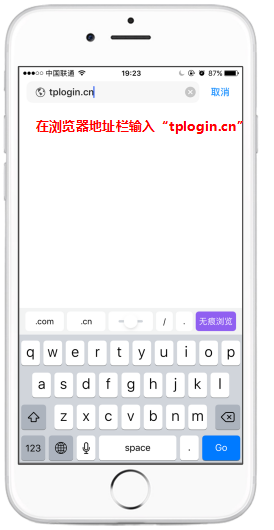 中国联通 19:23 87%
tplogin.cn 取消
在浏览器地址栏输入“tplogin.cn”
.com .cn / . 无痕浏览
q w e r t y u i o p
a s d f g h j k l
z x c v b n m
123 space . Go